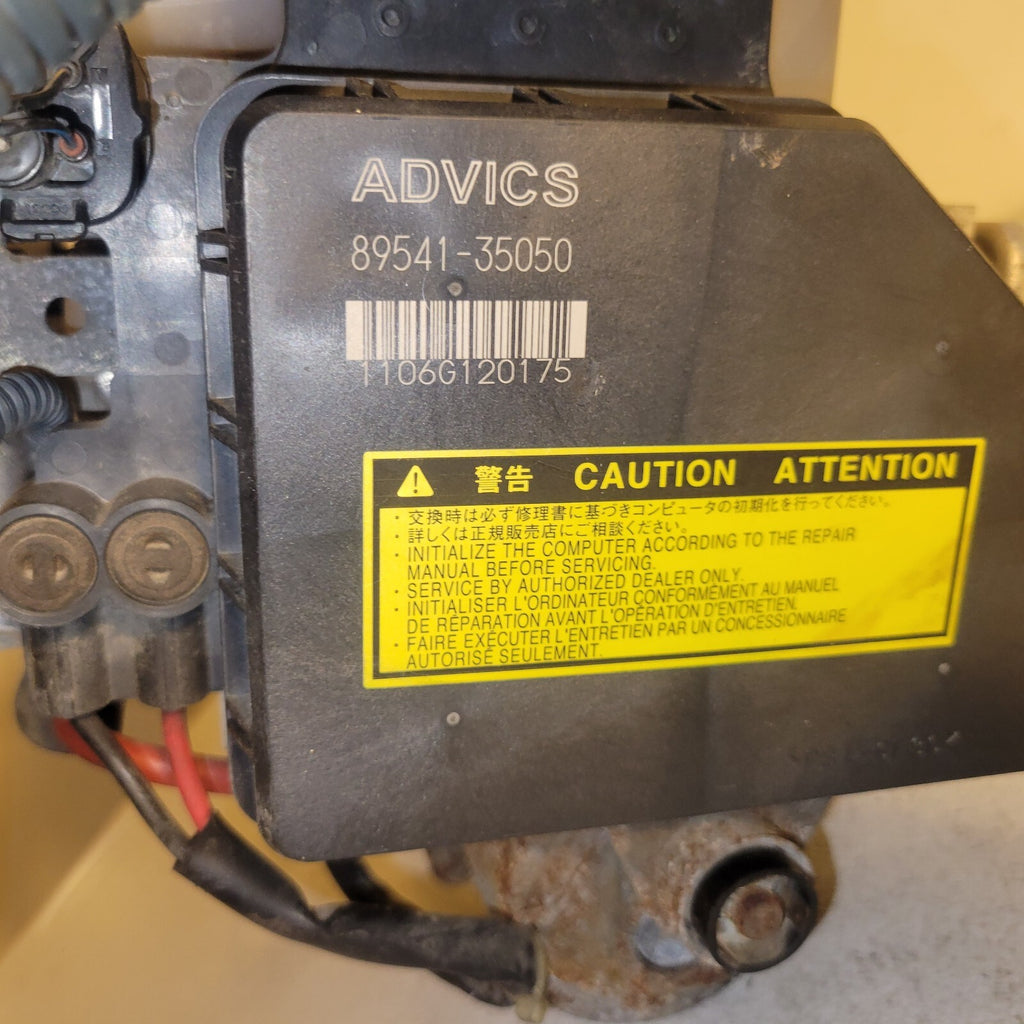 ADVICS
89541-35050
1106G120175
警告 CAUTION ATTENTION
・交換時は必ず修理書に基づきコンピュータの初期化を行ってください。
・詳しくは正規販売店にご相談ください。
・INITIALIZE THE COMPUTER ACCORDING TO THE REPAIR
MANUAL BEFORE SERVICING.
・SERVICE BY AUTHORIZED DEALER ONLY.
・INITIALISER L'ORDINATEUR CONFORMÉMENT AU MANUEL
DE RÉPARATION AVANT L'OPÉRATION D'ENTRETIEN.
・FAIRE EXÉCUTER L'ENTRETIEN PAR UN CONCESSIONNAIRE
AUTORISÉ SEULEMENT.